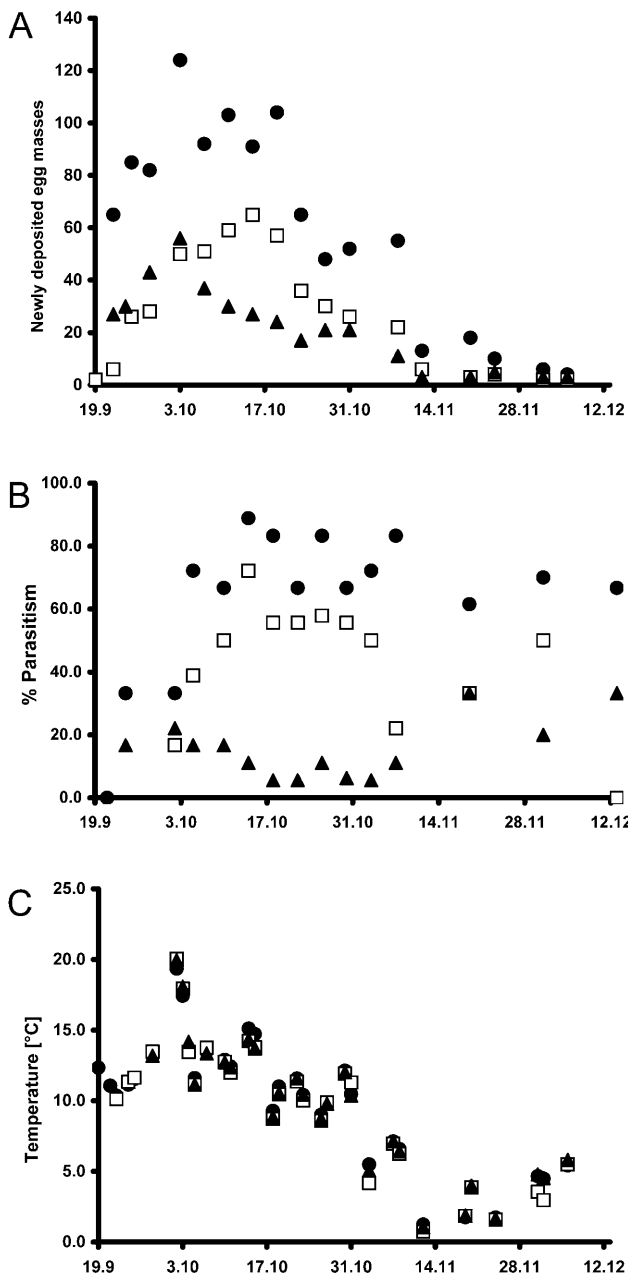 A
140
120
100
80
60
40
20
0
Newly deposited egg masses
19.9 3.10 17.10 31.10 14.11 28.11 12.12
B
100.0
80.0
60.0
40.0
20.0
0.0
% Parasitism
19.9 3.10 17.10 31.10 14.11 28.11 12.12
C
25.0
20.0
15.0
10.0
5.0
0.0
Temperature [°C]
19.9 3.10 17.10 31.10 14.11 28.11 12.12